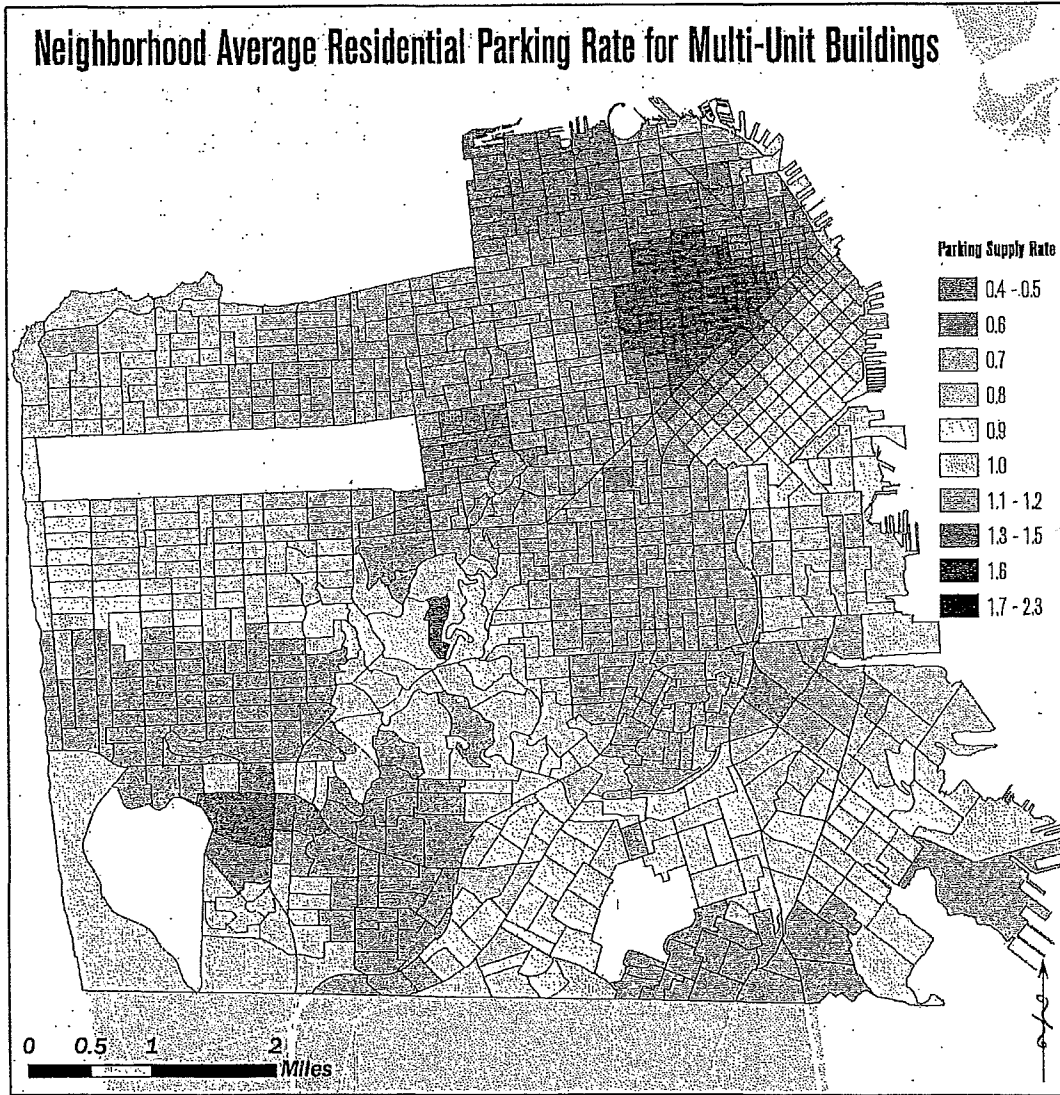 Neighborhood Average Residential Parking Rate for Multi-Unit Buildings
Parking Supply Rate
0.4 - 0.5
0.6
0.7
0.8
0.9
1.0
1.1 - 1.2
1.3 - 1.5
1.6
1.7 - 2.3
0 0.5 1 2
Miles